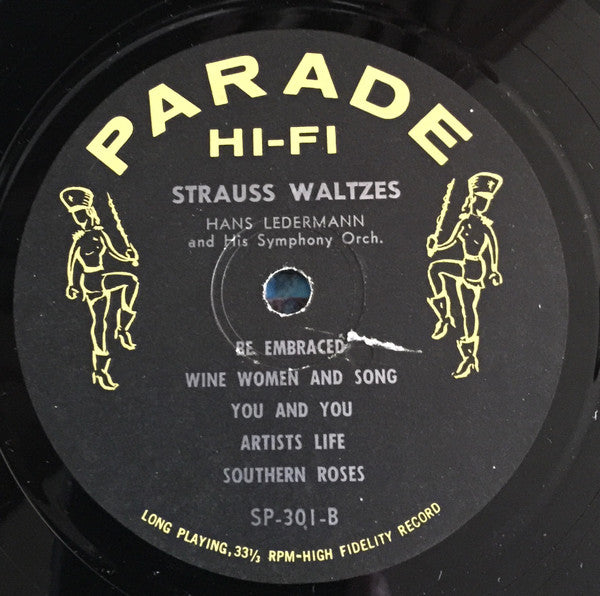 PARADE
HI-FI
STRAUSS WALTZES
HANS LEDERMANN
and His Symphony Orch.
BE EMBRACED
WINE WOMEN AND SONG
YOU AND YOU
ARTISTS LIFE
SOUTHERN ROSES
SP-301-B
LONG PLAYING, 33⅓ RPM-HIGH FIDELITY RECORD